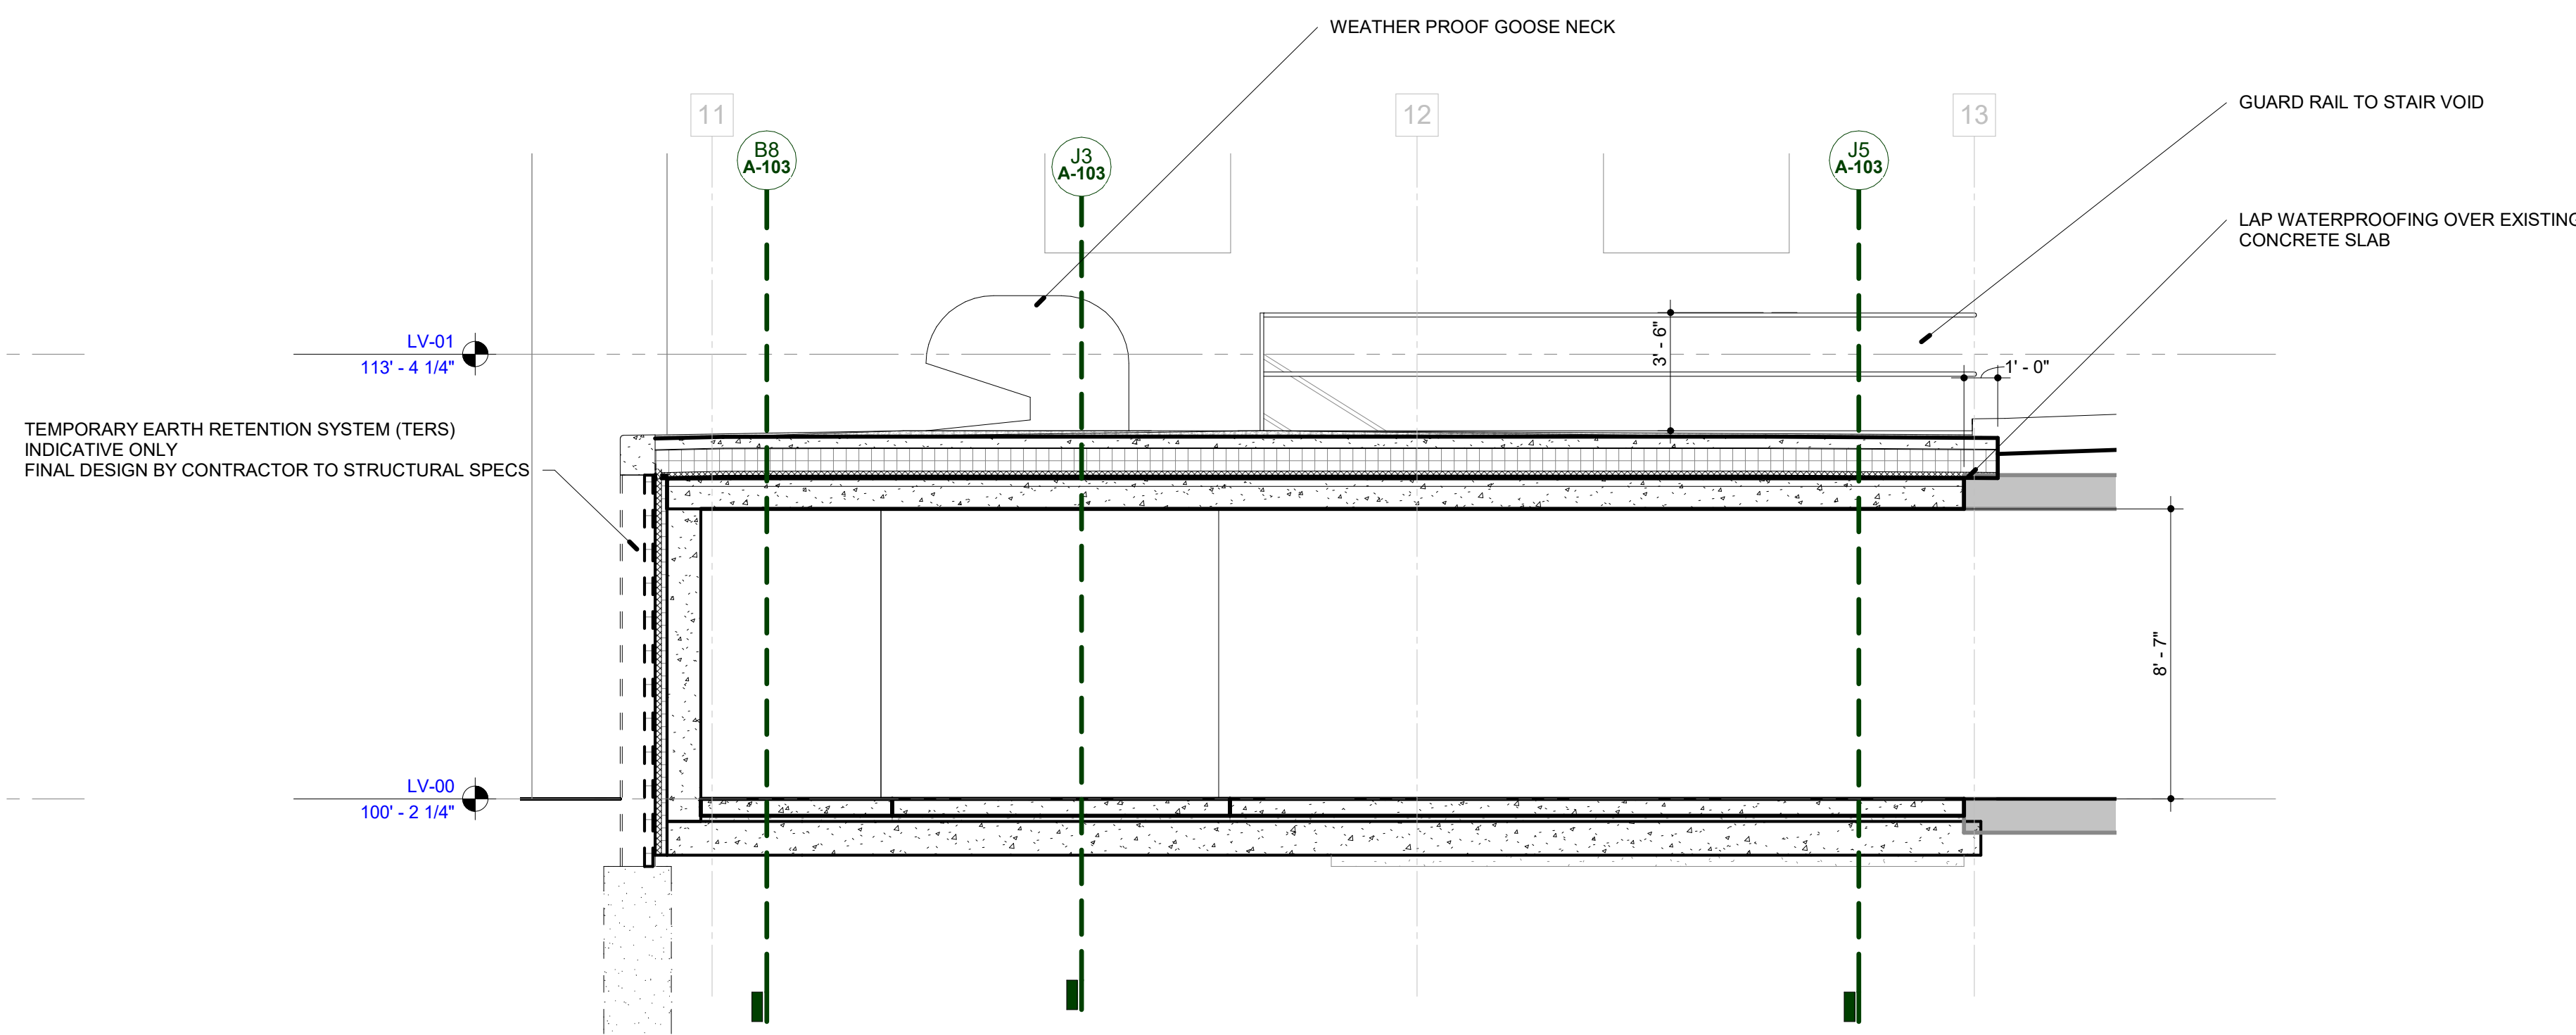 WEATHER PROOF GOOSE NECK
GUARD RAIL TO STAIR VOID
11
12
13
B8
A-103
J3
A-103
J5
A-103
LAP WATERPROOFING OVER EXISTING
CONCRETE SLAB
LV-01
113' - 4 1/4"
3' - 6"
1' - 0"
TEMPORARY EARTH RETENTION SYSTEM (TERS)
INDICATIVE ONLY
FINAL DESIGN BY CONTRACTOR TO STRUCTURAL SPECS
8' - 7"
LV-00
100' - 2 1/4"